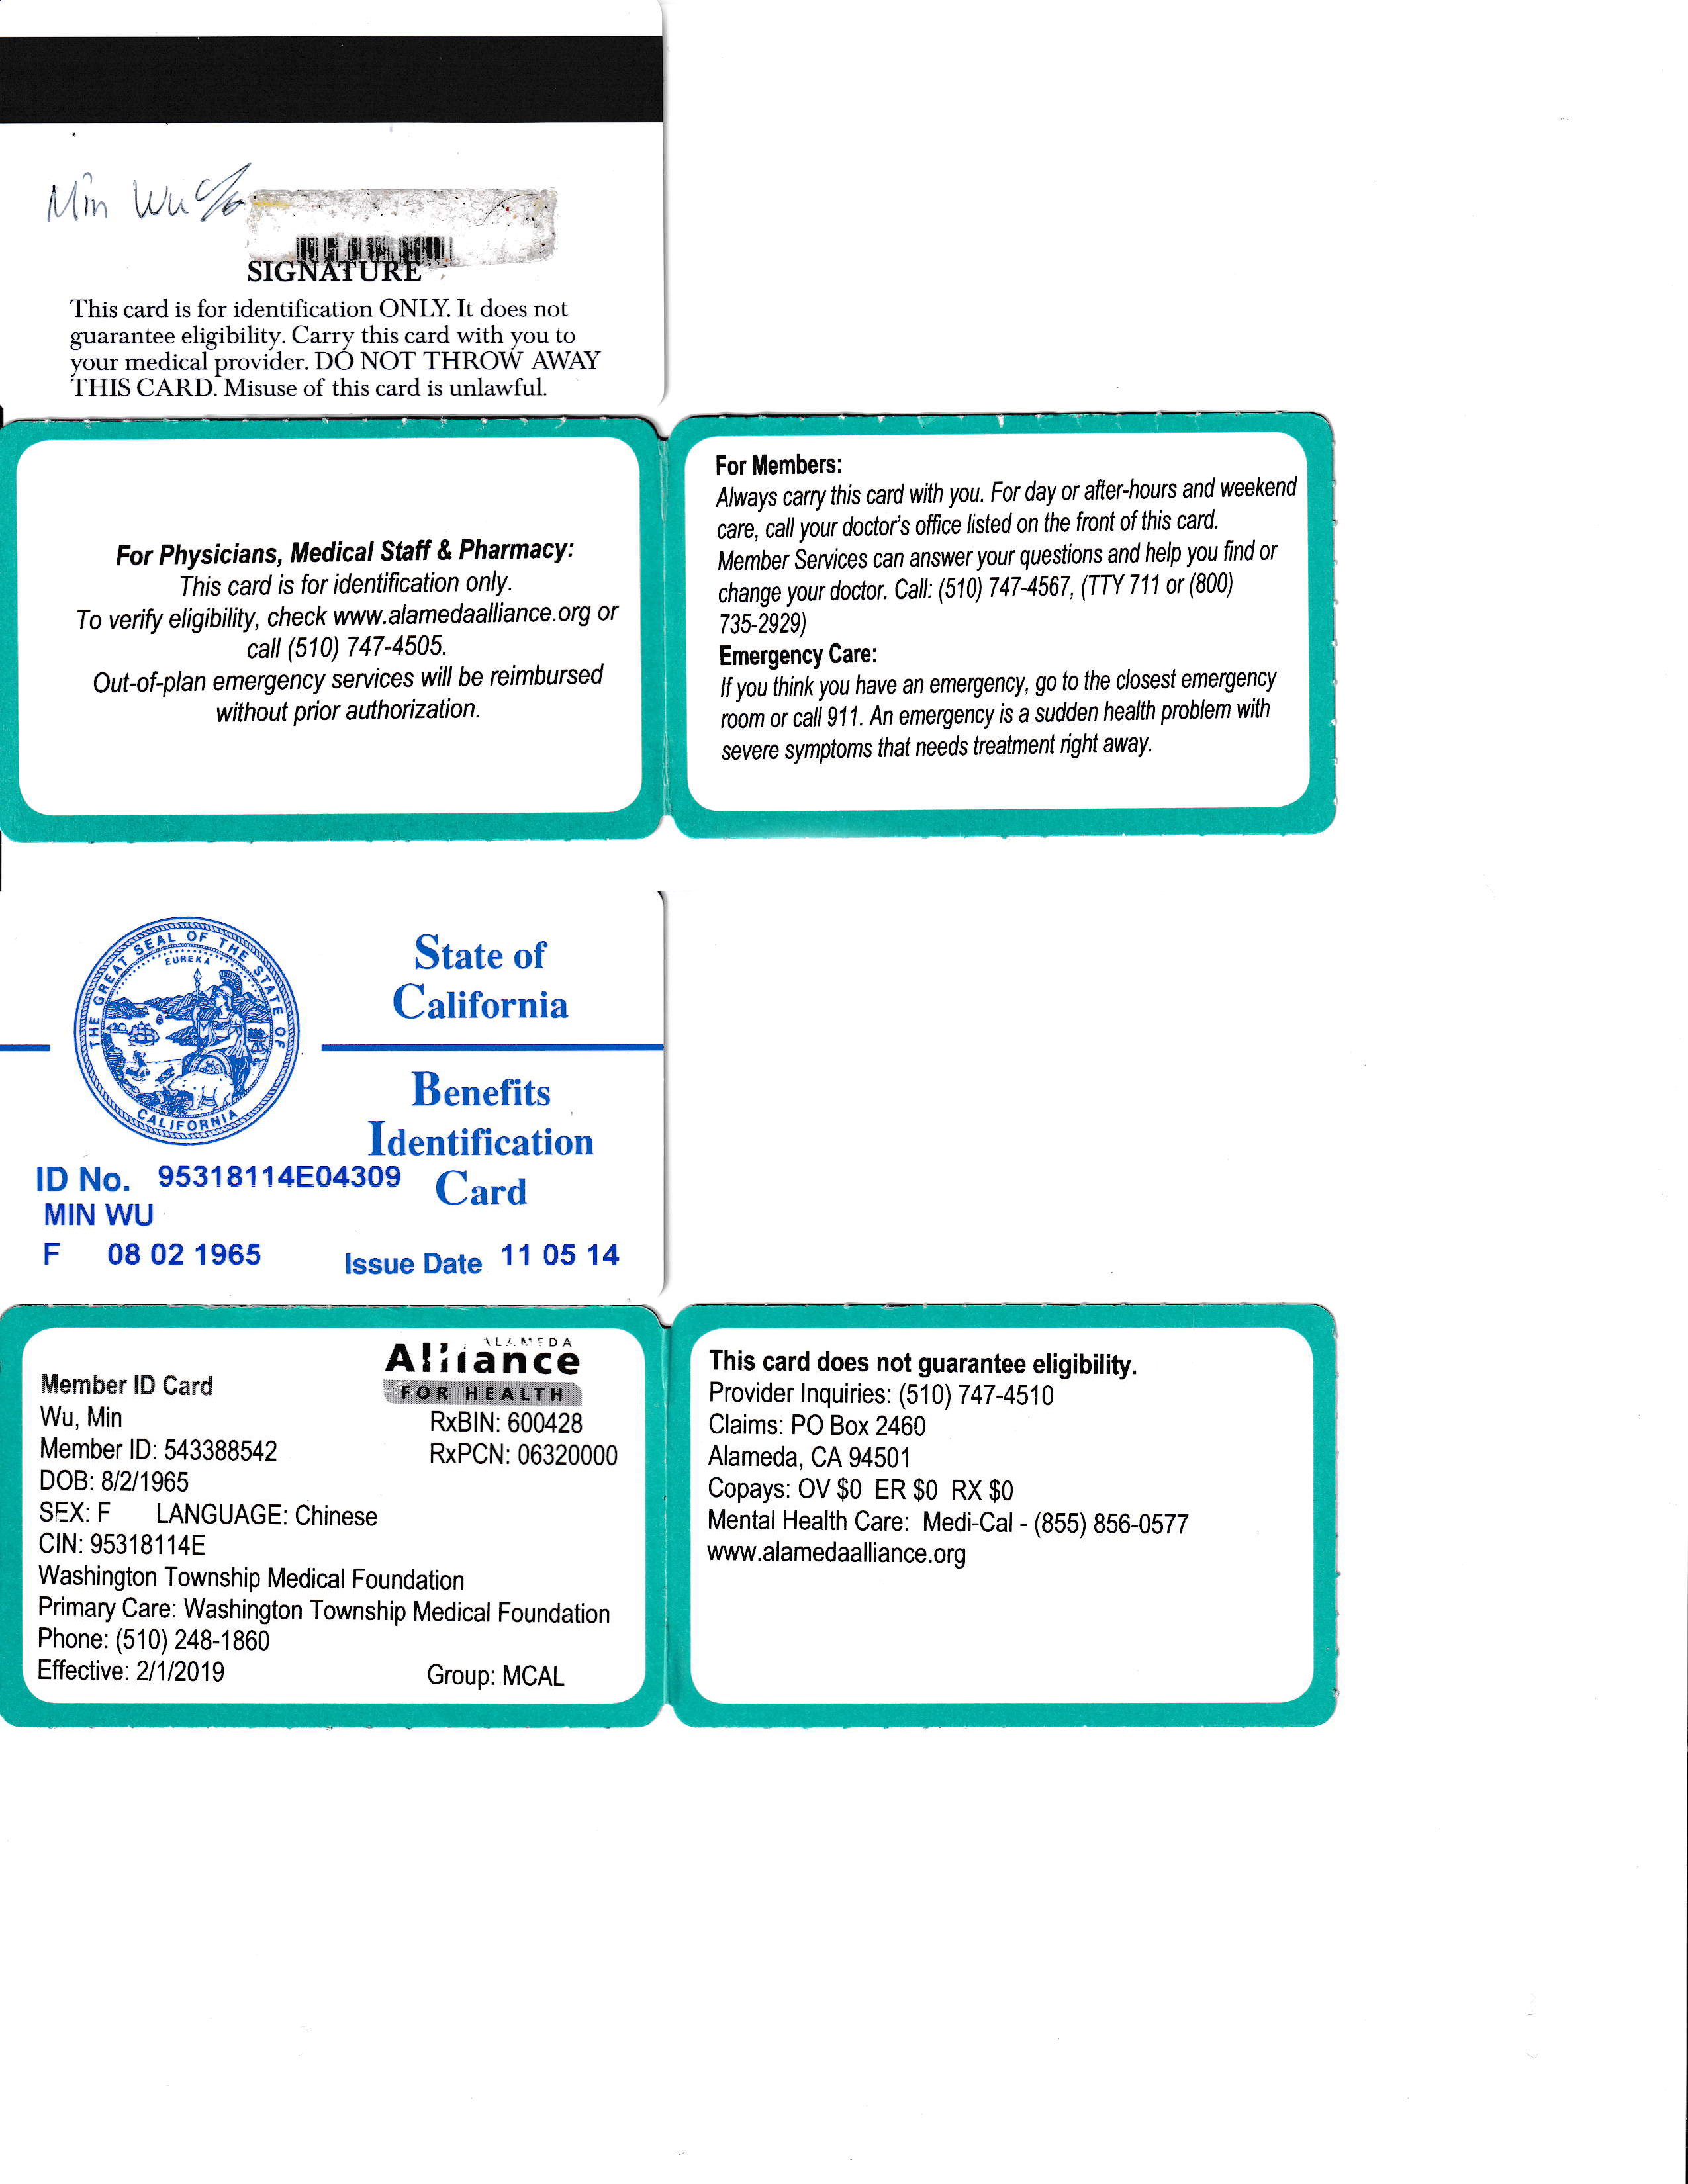 Min Wu
SIGNATURE
This card is for identification ONLY. It does not
guarantee eligibility. Carry this card with you to
your medical provider. DO NOT THROW AWAY
THIS CARD. Misuse of this card is unlawful.
For Physicians, Medical Staff & Pharmacy:
This card is for identification only.
To verify eligibility, check www.alamedaalliance.org or
call (510) 747-4505.
Out-of-plan emergency services will be reimbursed
without prior authorization.
For Members:
Always carry this card with you. For day or after-hours and weekend
care, call your doctor's office listed on the front of this card.
Member Services can answer your questions and help you find or
change your doctor. Call: (510) 747-4567, (TTY 711 or (800)
735-2929)
Emergency Care:
If you think you have an emergency, go to the closest emergency
room or call 911. An emergency is a sudden health problem with
severe symptoms that needs treatment right away.
THE GREAT SEAL OF THE STATE OF CALIFORNIA
EUREKA
State of
California
Benefits
Identification
Card
ID No. 95318114E04309
MIN WU
F 08 02 1965 Issue Date 11 05 14
ALAMEDA
Alliance
FOR HEALTH
Member ID Card
Wu, Min RxBIN: 600428
Member ID: 543388542 RxPCN: 06320000
DOB: 8/2/1965
SEX: F LANGUAGE: Chinese
CIN: 95318114E
Washington Township Medical Foundation
Primary Care: Washington Township Medical Foundation
Phone: (510) 248-1860
Effective: 2/1/2019 Group: MCAL
This card does not guarantee eligibility.
Provider Inquiries: (510) 747-4510
Claims: PO Box 2460
Alameda, CA 94501
Copays: OV $0 ER $0 RX $0
Mental Health Care: Medi-Cal - (855) 856-0577
www.alamedaalliance.org